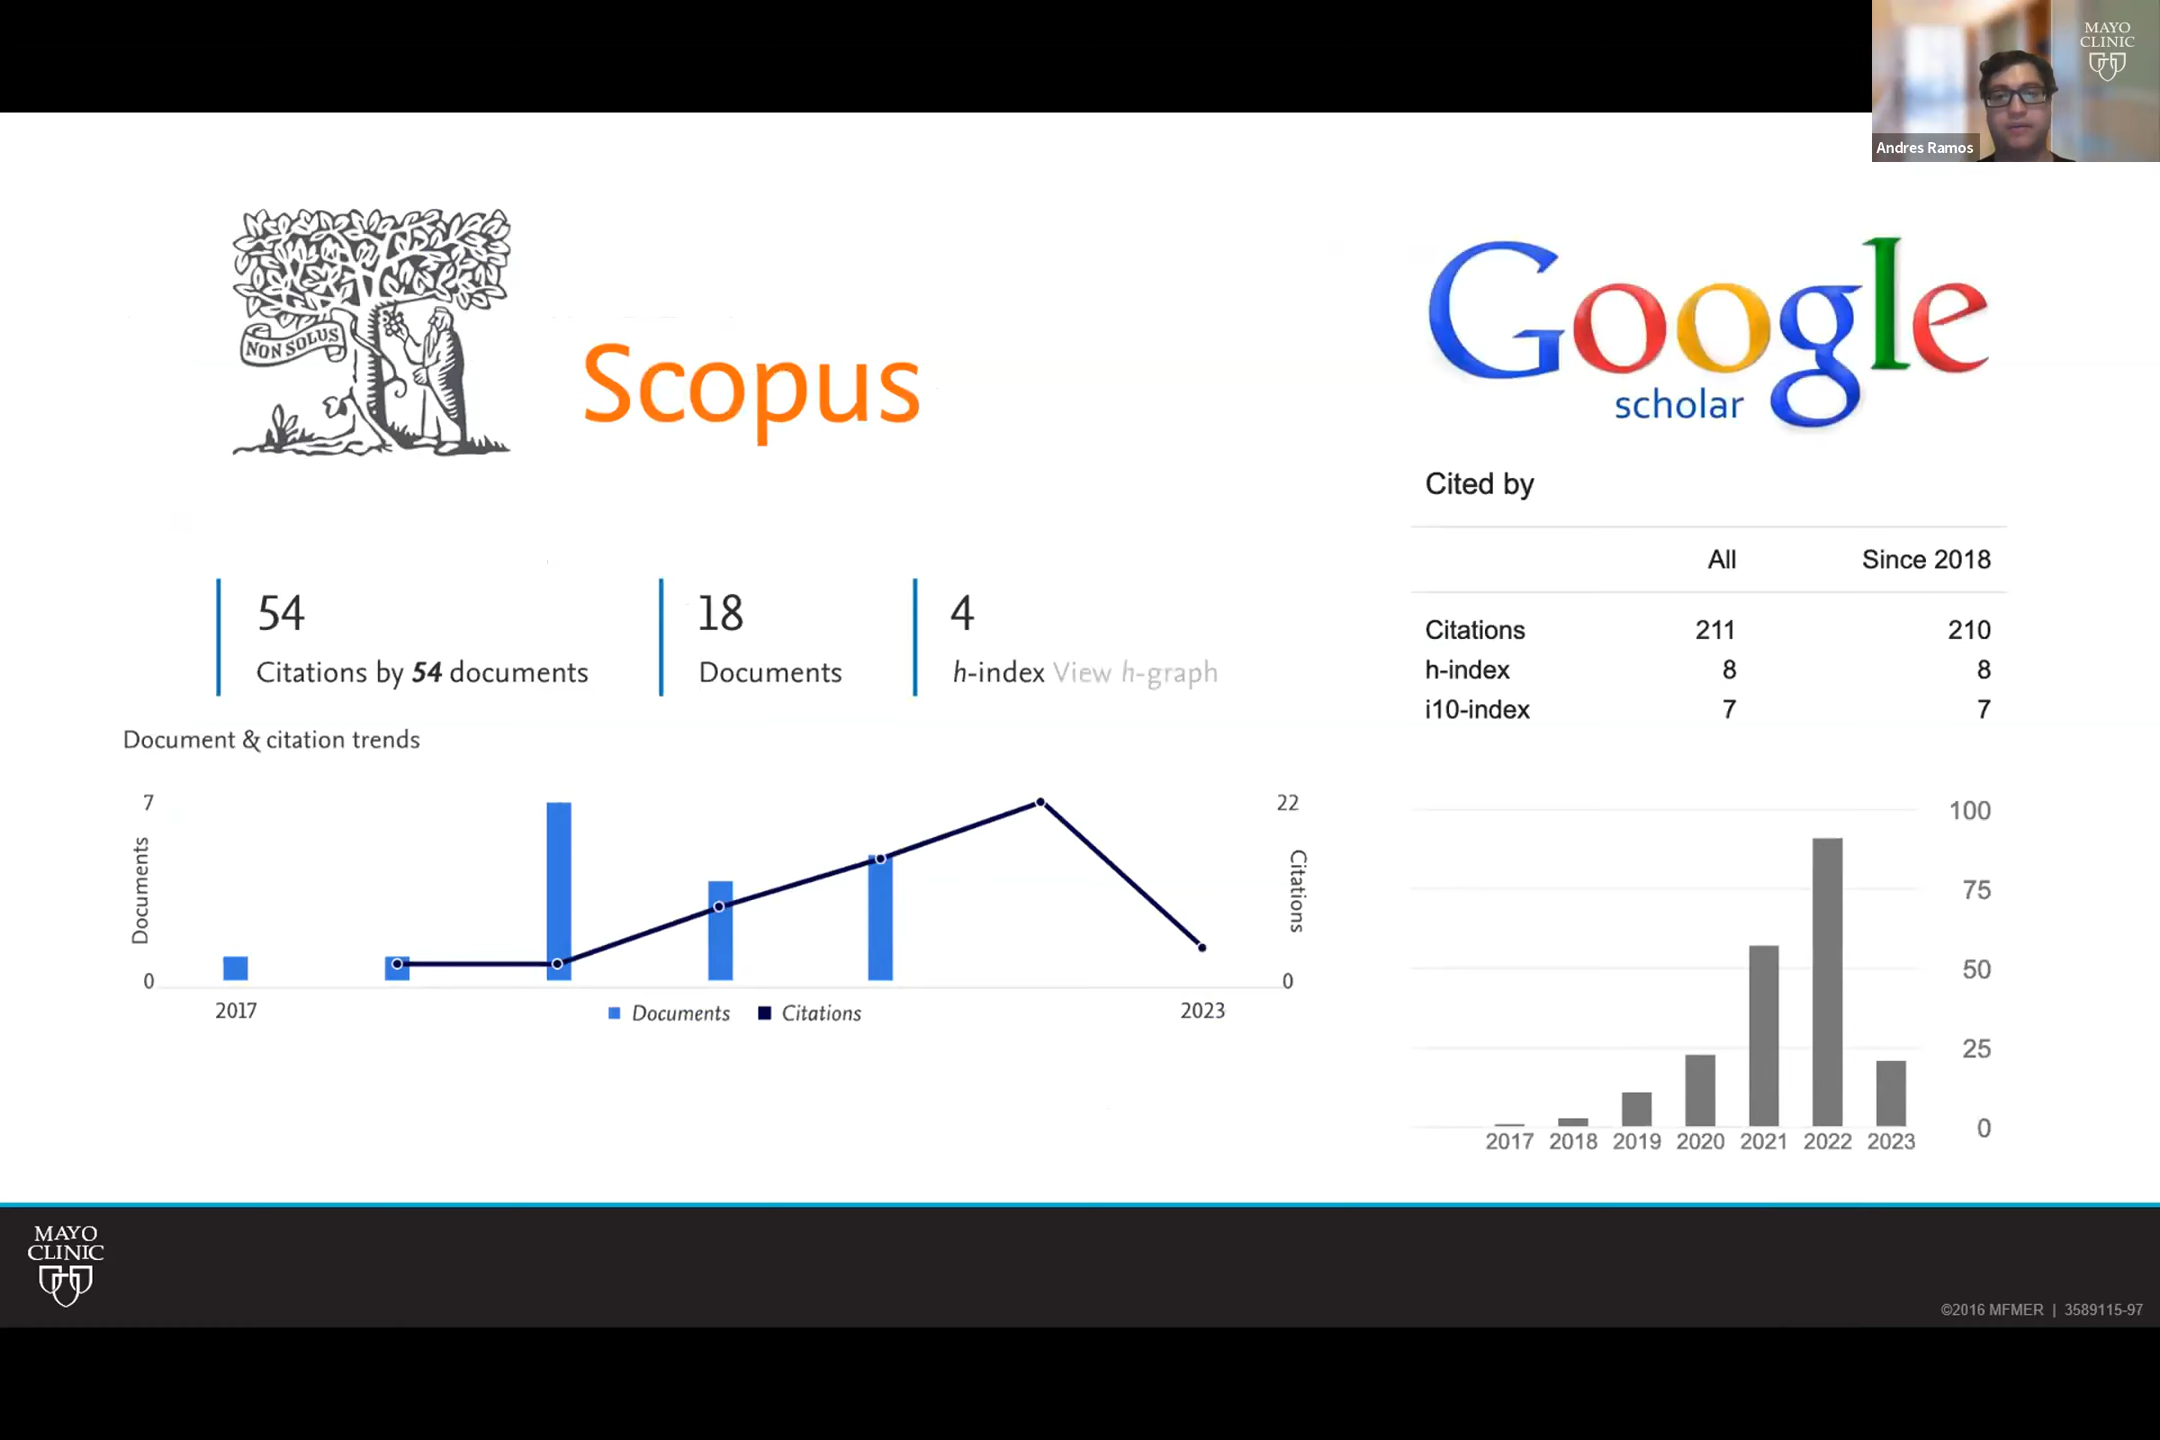 MAYO
CLINIC
Andres Ramos
NON SOLUS
Scopus
Google
scholar
Cited by
All Since 2018
Citations 211 210
h-index 8 8
i10-index 7 7
54
Citations by 54 documents
18
Documents
4
h-index View h-graph
Document & citation trends
7
Documents
0
22
Citations
0
2017
2023
Documents Citations
100
75
50
25
0
2017 2018 2019 2020 2021 2022 2023
MAYO
CLINIC
©2016 MFMER | 3589115-97